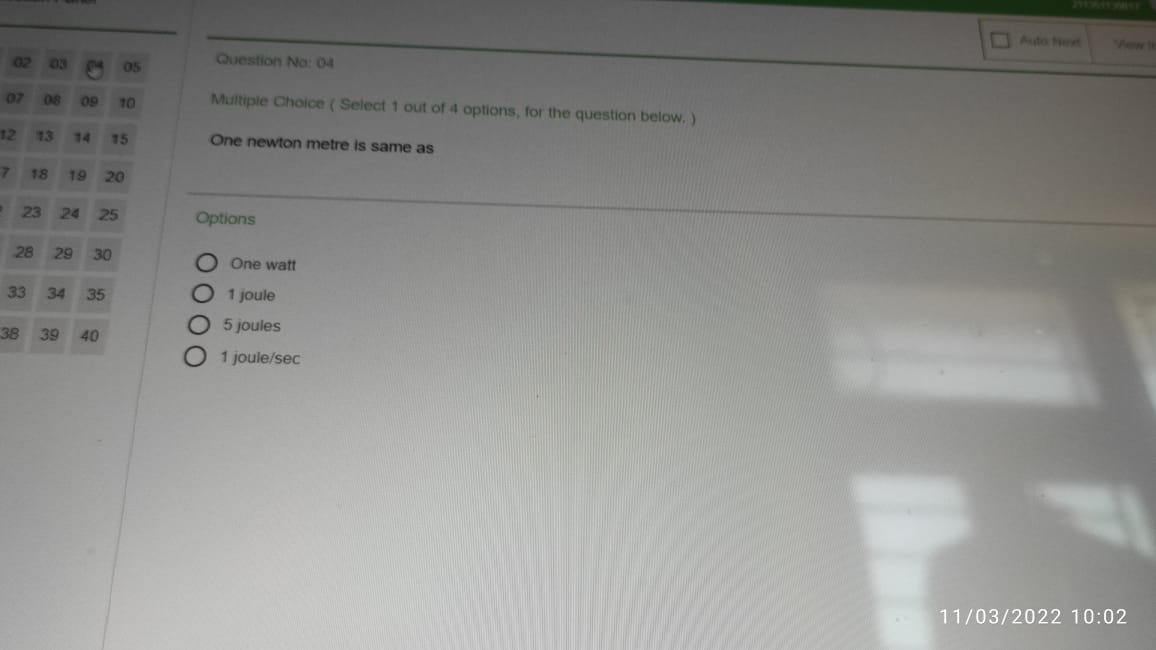 Auto Next
View
02 03 04 05
07 08 09 10
12 13 14 15
7 18 19 20
23 24 25
28 29 30
33 34 35
38 39 40
Question No: 04
Multiple Choice ( Select 1 out of 4 options, for the question below. )
One newton metre is same as
Options
One watt
1 joule
5 joules
1 joule/sec
11/03/2022 10:02